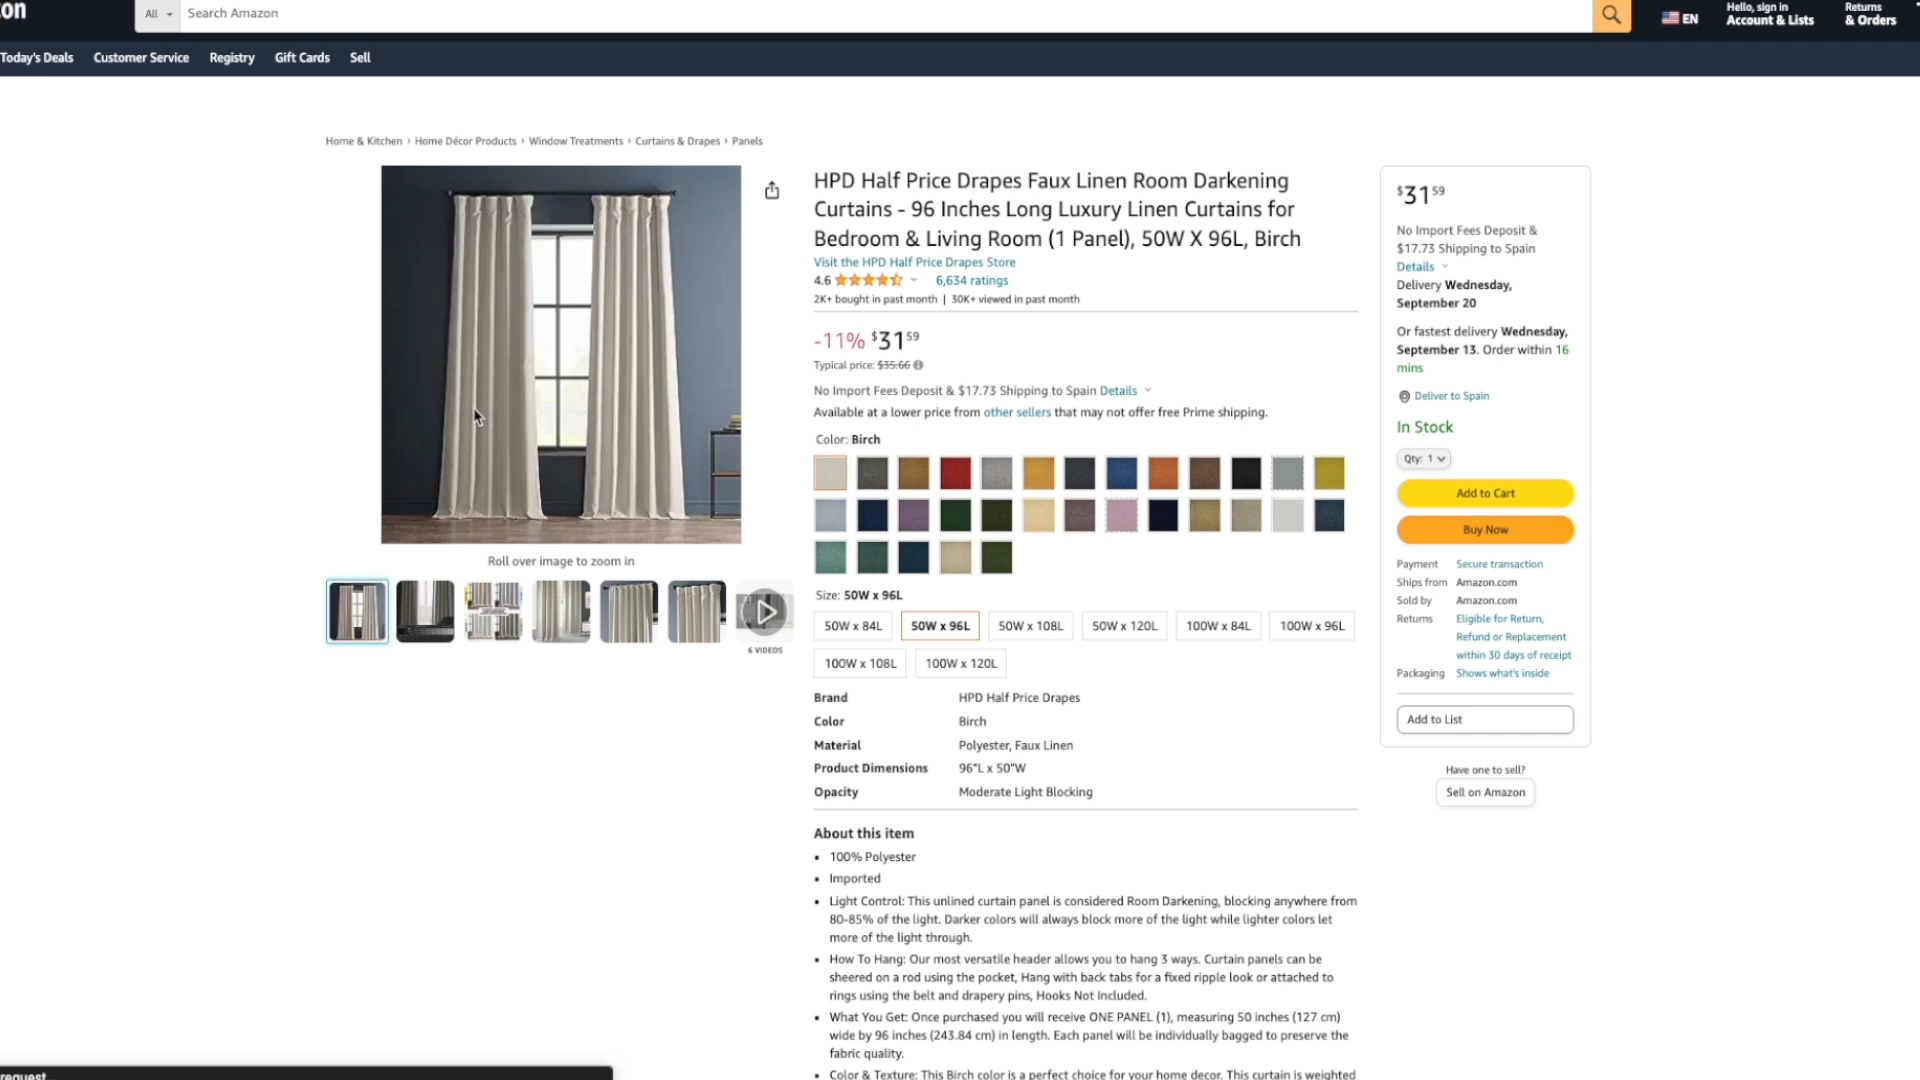 on
All
Search Amazon
EN
Hello, sign in
Account & Lists
Returns
& Orders
Today's Deals
Customer Service
Registry
Gift Cards
Sell
Home & Kitchen › Home Décor Products › Window Treatments › Curtains & Drapes › Panels
HPD Half Price Drapes Faux Linen Room Darkening
Curtains - 96 Inches Long Luxury Linen Curtains for
Bedroom & Living Room (1 Panel), 50W X 96L, Birch
Visit the HPD Half Price Drapes Store
4.6
6,634 ratings
2K+ bought in past month | 30K+ viewed in past month
-11% $31 59
Typical price: $35.66
No Import Fees Deposit & $17.73 Shipping to Spain Details
Available at a lower price from other sellers that may not offer free Prime shipping.
Color: Birch
Roll over image to zoom in
6 VIDEOS
Size: 50W x 96L
50W x 84L
50W x 96L
50W x 108L
50W x 120L
100W x 84L
100W x 96L
100W x 108L
100W x 120L
Brand HPD Half Price Drapes
Color Birch
Material Polyester, Faux Linen
Product Dimensions 96"L x 50"W
Opacity Moderate Light Blocking
About this item
▪ 100% Polyester
▪ Imported
▪ Light Control: This unlined curtain panel is considered Room Darkening, blocking anywhere from
80-85% of the light. Darker colors will always block more of the light while lighter colors let
more of the light through.
▪ How To Hang: Our most versatile header allows you to hang 3 ways. Curtain panels can be
sheered on a rod using the pocket, Hang with back tabs for a fixed ripple look or attached to
rings using the belt and drapery pins, Hooks Not Included.
▪ What You Get: Once purchased you will receive ONE PANEL (1), measuring 50 inches (127 cm)
wide by 96 inches (243.84 cm) in length. Each panel will be individually bagged to preserve the
fabric quality.
▪ Color & Texture: This Birch color is a perfect choice for your home decor. This curtain is weighted
$31 59
No Import Fees Deposit &
$17.73 Shipping to Spain
Details
Delivery Wednesday,
September 20
Or fastest delivery Wednesday,
September 13. Order within 16
mins
Deliver to Spain
In Stock
Qty: 1
Add to Cart
Buy Now
Payment Secure transaction
Ships from Amazon.com
Sold by Amazon.com
Returns Eligible for Return,
Refund or Replacement
within 30 days of receipt
Packaging Shows what's inside
Add to List
Have one to sell?
Sell on Amazon
request